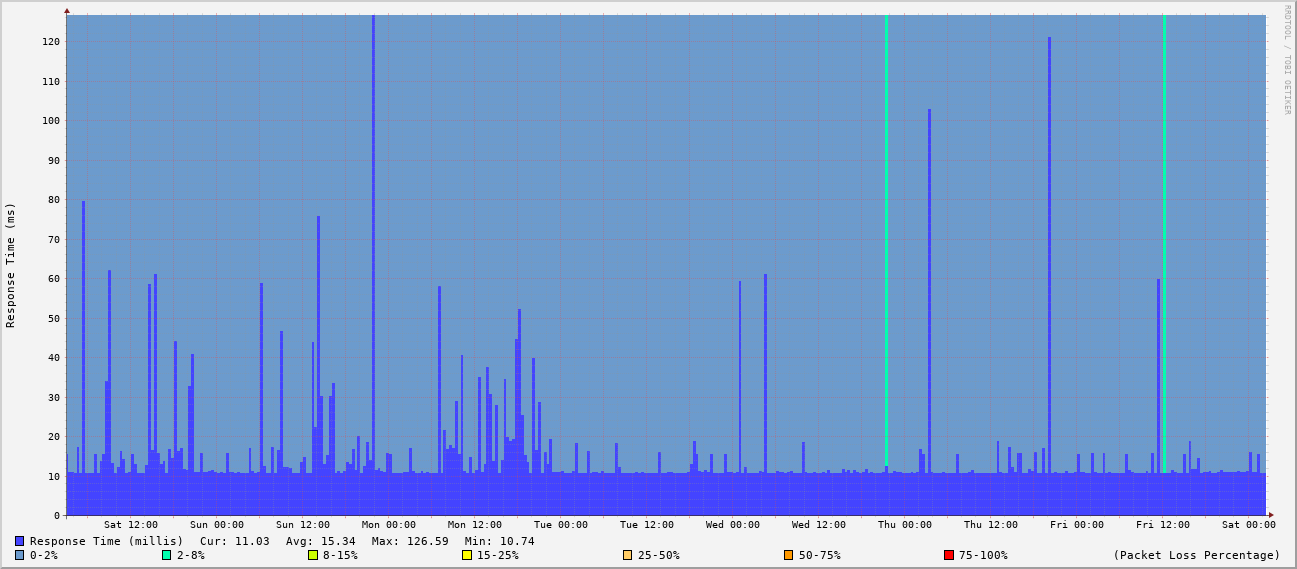 RRDTOOL / TOBI OETIKER
Response Time (ms)
120
110
100
90
80
70
60
50
40
30
20
10
0
Sat 12:00 Sun 00:00 Sun 12:00 Mon 00:00 Mon 12:00 Tue 00:00 Tue 12:00 Wed 00:00 Wed 12:00 Thu 00:00 Thu 12:00 Fri 00:00 Fri 12:00 Sat 00:00
Response Time (millis) Cur: 11.03 Avg: 15.34 Max: 126.59 Min: 10.74
0-2% 2-8% 8-15% 15-25% 25-50% 50-75% 75-100% (Packet Loss Percentage)